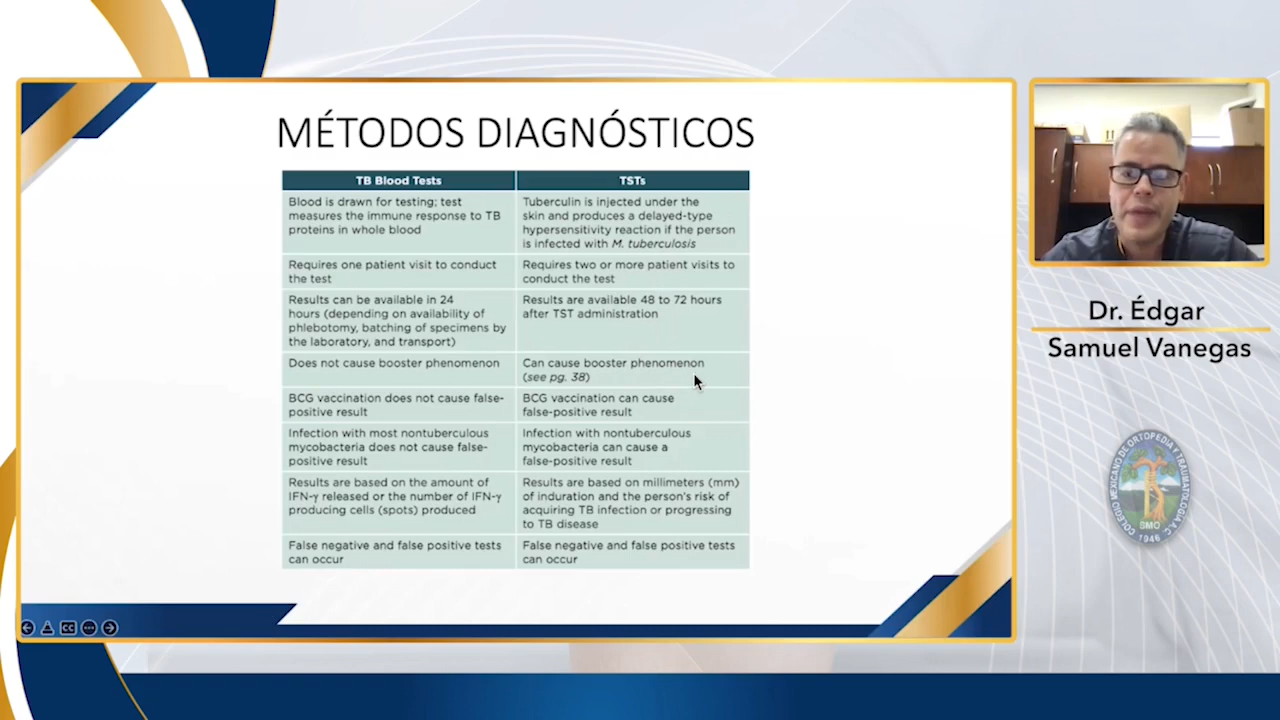 MÉTODOS DIAGNÓSTICOS
TB Blood Tests
TSTs
Blood is drawn for testing; test
measures the immune response to TB
proteins in whole blood
Tuberculin is injected under the
skin and produces a delayed-type
hypersensitivity reaction if the person
is infected with M. tuberculosis
Requires one patient visit to conduct
the test
Requires two or more patient visits to
conduct the test
Results can be available in 24
hours (depending on availability of
phlebotomy, batching of specimens by
the laboratory, and transport)
Results are available 48 to 72 hours
after TST administration
Does not cause booster phenomenon
Can cause booster phenomenon
(see pg. 38)
BCG vaccination does not cause false-
positive result
BCG vaccination can cause
false-positive result
Infection with most nontuberculous
mycobacteria does not cause false-
positive result
Infection with nontuberculous
mycobacteria can cause a
false-positive result
Results are based on the amount of
IFN-γ released or the number of IFN-γ
producing cells (spots) produced
Results are based on millimeters (mm)
of induration and the person's risk of
acquiring TB infection or progressing
to TB disease
False negative and false positive tests
can occur
False negative and false positive tests
can occur
Dr. Édgar
Samuel Vanegas
COLEGIO MEXICANO DE ORTOPEDIA Y TRAUMATOLOGIA A.C.
SMO
1946
CC